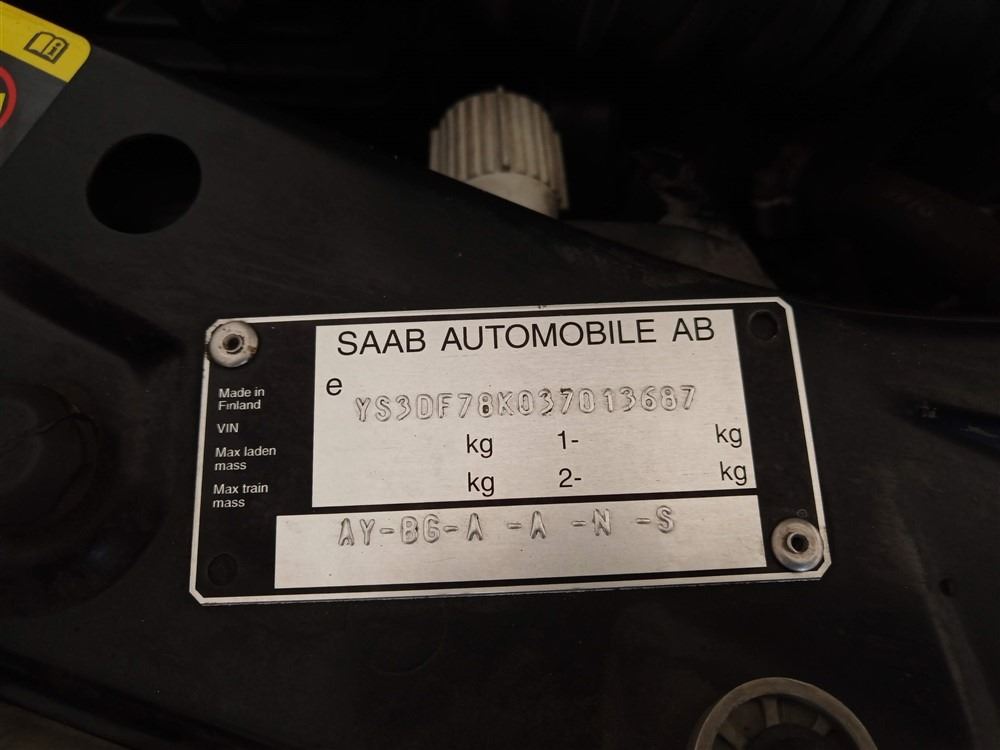 SAAB AUTOMOBILE AB
e
Made in
Finland
VIN
YS3DF78K037013687
Max laden
mass
kg 1- kg
Max train
mass
kg 2- kg
AY-BG-A -A -N -S